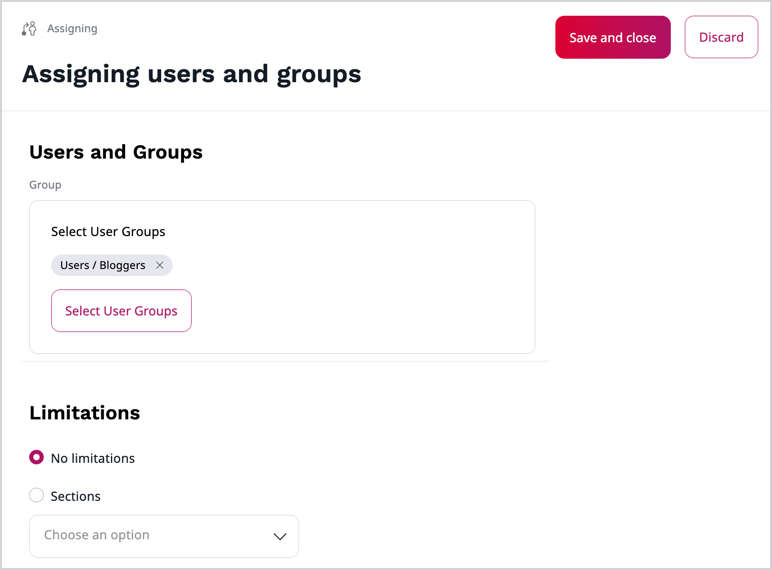 Assigning
Save and close
Discard
Assigning users and groups
Users and Groups
Group
Select User Groups
Users / Bloggers
Select User Groups
Limitations
No limitations
Sections
Choose an option